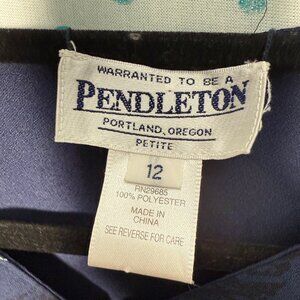 WARRANTED TO BE A
PENDLETON
PORTLAND, OREGON
PETITE
12
RN29685
100% POLYESTER
MADE IN
CHINA
SEE REVERSE FOR CARE